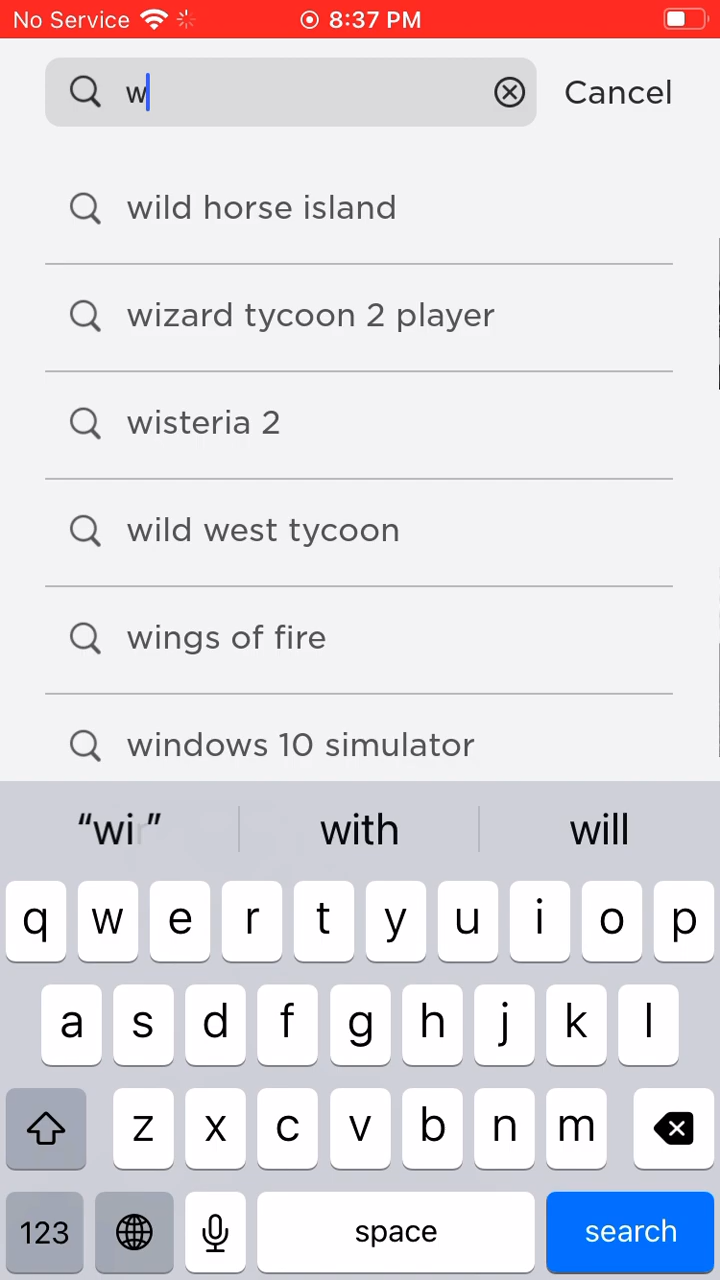 No Service 8:37 PM
w Cancel
wild horse island
wizard tycoon 2 player
wisteria 2
wild west tycoon
wings of fire
windows 10 simulator
“wir” with will
q w e r t y u i o p
a s d f g h j k l
z x c v b n m
123 space search